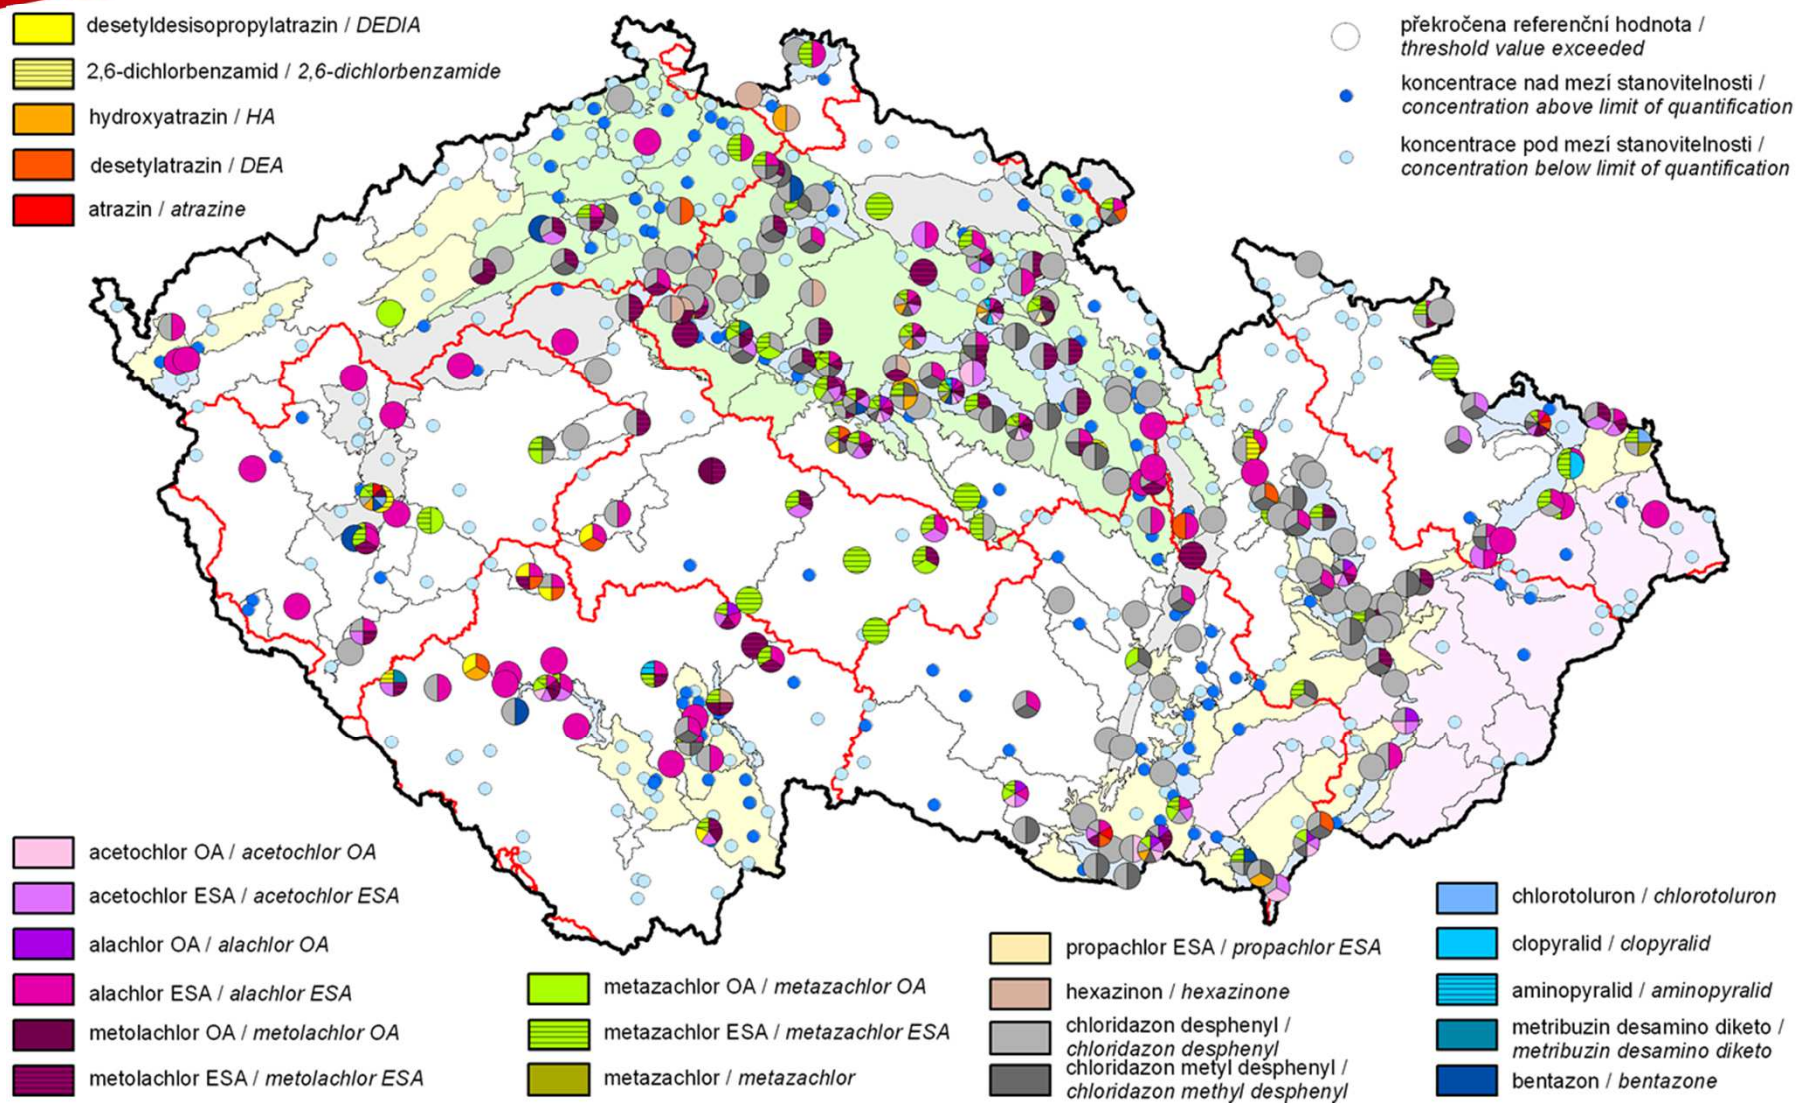 desetyldesisopropylatrazin / DEDIA
2,6-dichlorbenzamid / 2,6-dichlorbenzamide
hydroxyatrazin / HA
desetylatrazin / DEA
atrazin / atrazine
překročena referenční hodnota /
threshold value exceeded
koncentrace nad mezí stanovitelnosti /
concentration above limit of quantification
koncentrace pod mezí stanovitelnosti /
concentration below limit of quantification
acetochlor OA / acetochlor OA
acetochlor ESA / acetochlor ESA
alachlor OA / alachlor OA
alachlor ESA / alachlor ESA
metolachlor OA / metolachlor OA
metolachlor ESA / metolachlor ESA
metazachlor OA / metazachlor OA
metazachlor ESA / metazachlor ESA
metazachlor / metazachlor
propachlor ESA / propachlor ESA
hexazinon / hexazinone
chloridazon desphenyl /
chloridazon desphenyl
chloridazon metyl desphenyl /
chloridazon methyl desphenyl
chlorotoluron / chlorotoluron
clopyralid / clopyralid
aminopyralid / aminopyralid
metribuzin desamino diketo /
metribuzin desamino diketo
bentazon / bentazone